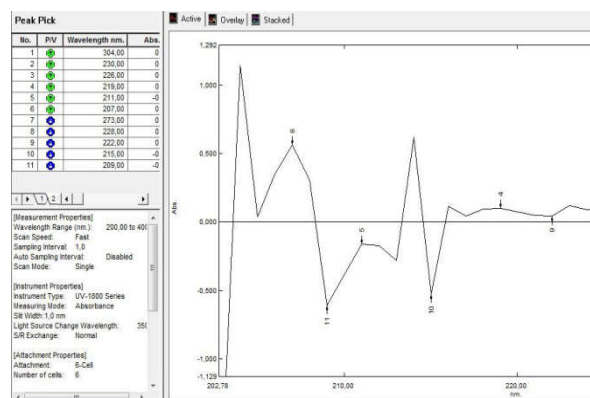 Peak Pick
No. P/V Wavelength nm. Abs.
1 304,00 0
2 230,00 0
3 226,00 0
4 219,00 0
5 211,00 -0
6 207,00 0
7 273,00 0
8 228,00 0
9 222,00 0
10 215,00 -0
11 209,00 -0
1 2
[Measurement Properties]
Wavelength Range (nm.): 200,00 to 400
Scan Speed: Fast
Sampling Interval: 1,0
Auto Sampling Interval: Disabled
Scan Mode: Single
[Instrument Properties]
Instrument Type: UV-1800 Series
Measuring Mode: Absorbance
Slit Width:1,0 nm
Light Source Change Wavelength: 350
S/R Exchange: Normal
[Attachment Properties]
Attachment: 6-Cell
Number of cells: 6
Active Overlay Stacked
1,292
1,000
0,500
0,000
-0,500
-1,000
-1,129
Abs.
6
5
4
11
10
9
202,78 210,00 220,00
nm.